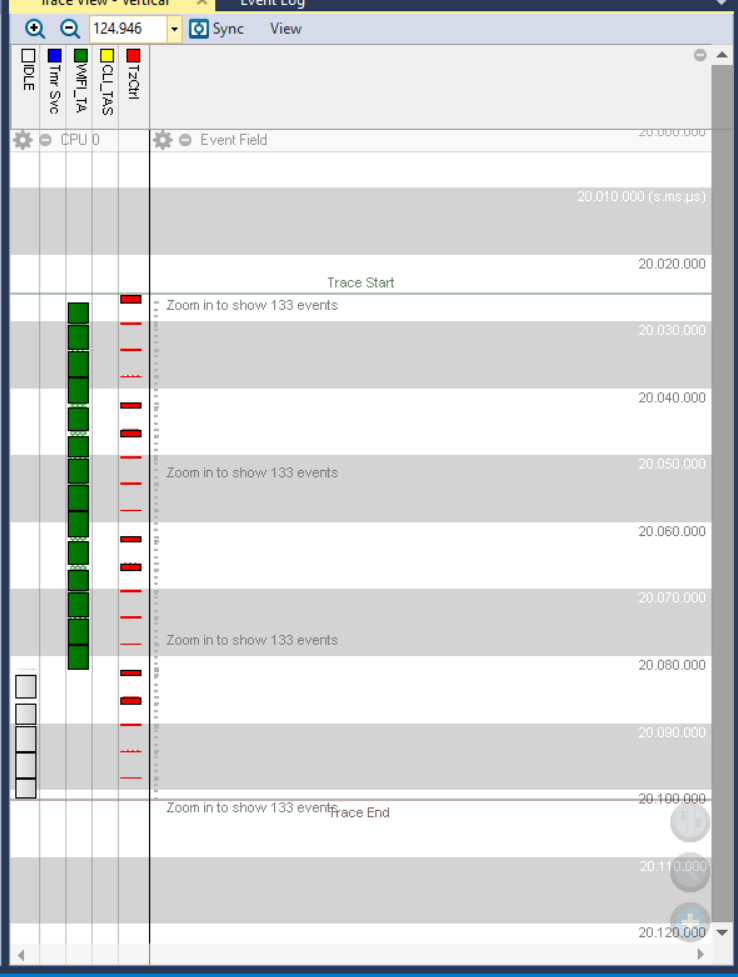 Trace View - Vertical
Event Log
124.946
Sync
View
IDLE
Tmr Svc
WIFI_TA
CLI_TAS
TzCtrl
CPU 0
Event Field
20.000.000
20.010.000 (s.ms.µs)
20.020.000
Trace Start
Zoom in to show 133 events
20.030.000
20.040.000
20.050.000
Zoom in to show 133 events
20.060.000
20.070.000
Zoom in to show 133 events
20.080.000
20.090.000
20.100.000
Zoom in to show 133 events
Trace End
20.110.000
20.120.000